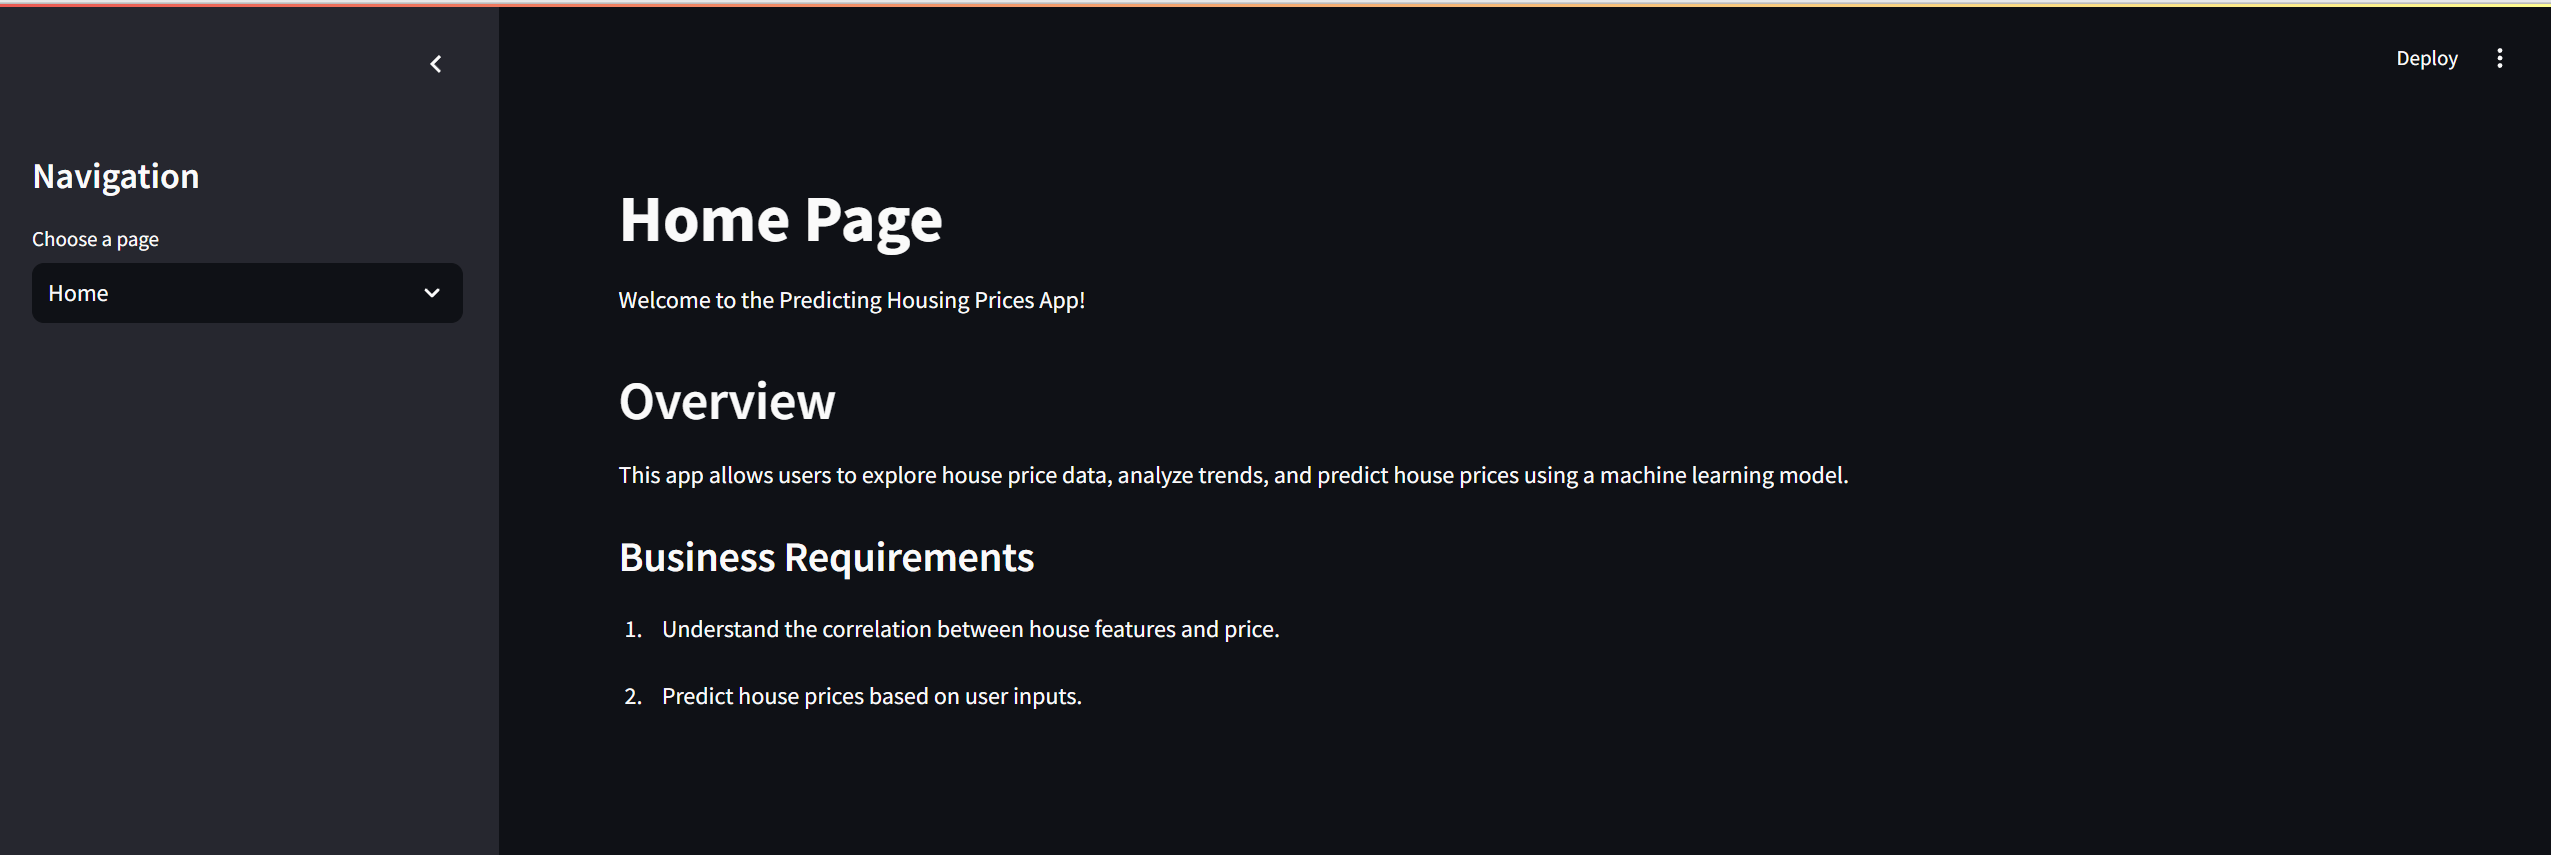 Deploy
Navigation
Choose a page
Home
Home Page
Welcome to the Predicting Housing Prices App!
Overview
This app allows users to explore house price data, analyze trends, and predict house prices using a machine learning model.
Business Requirements
1. Understand the correlation between house features and price.
2. Predict house prices based on user inputs.